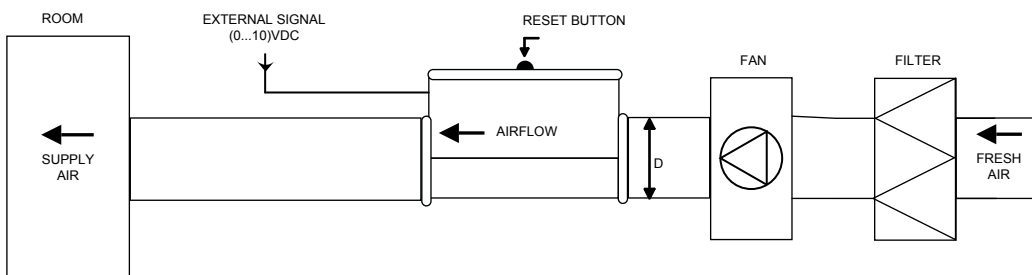 ROOM
EXTERNAL SIGNAL
(0...10)VDC
RESET BUTTON
FAN
FILTER
AIRFLOW
SUPPLY
AIR
D
FRESH
AIR